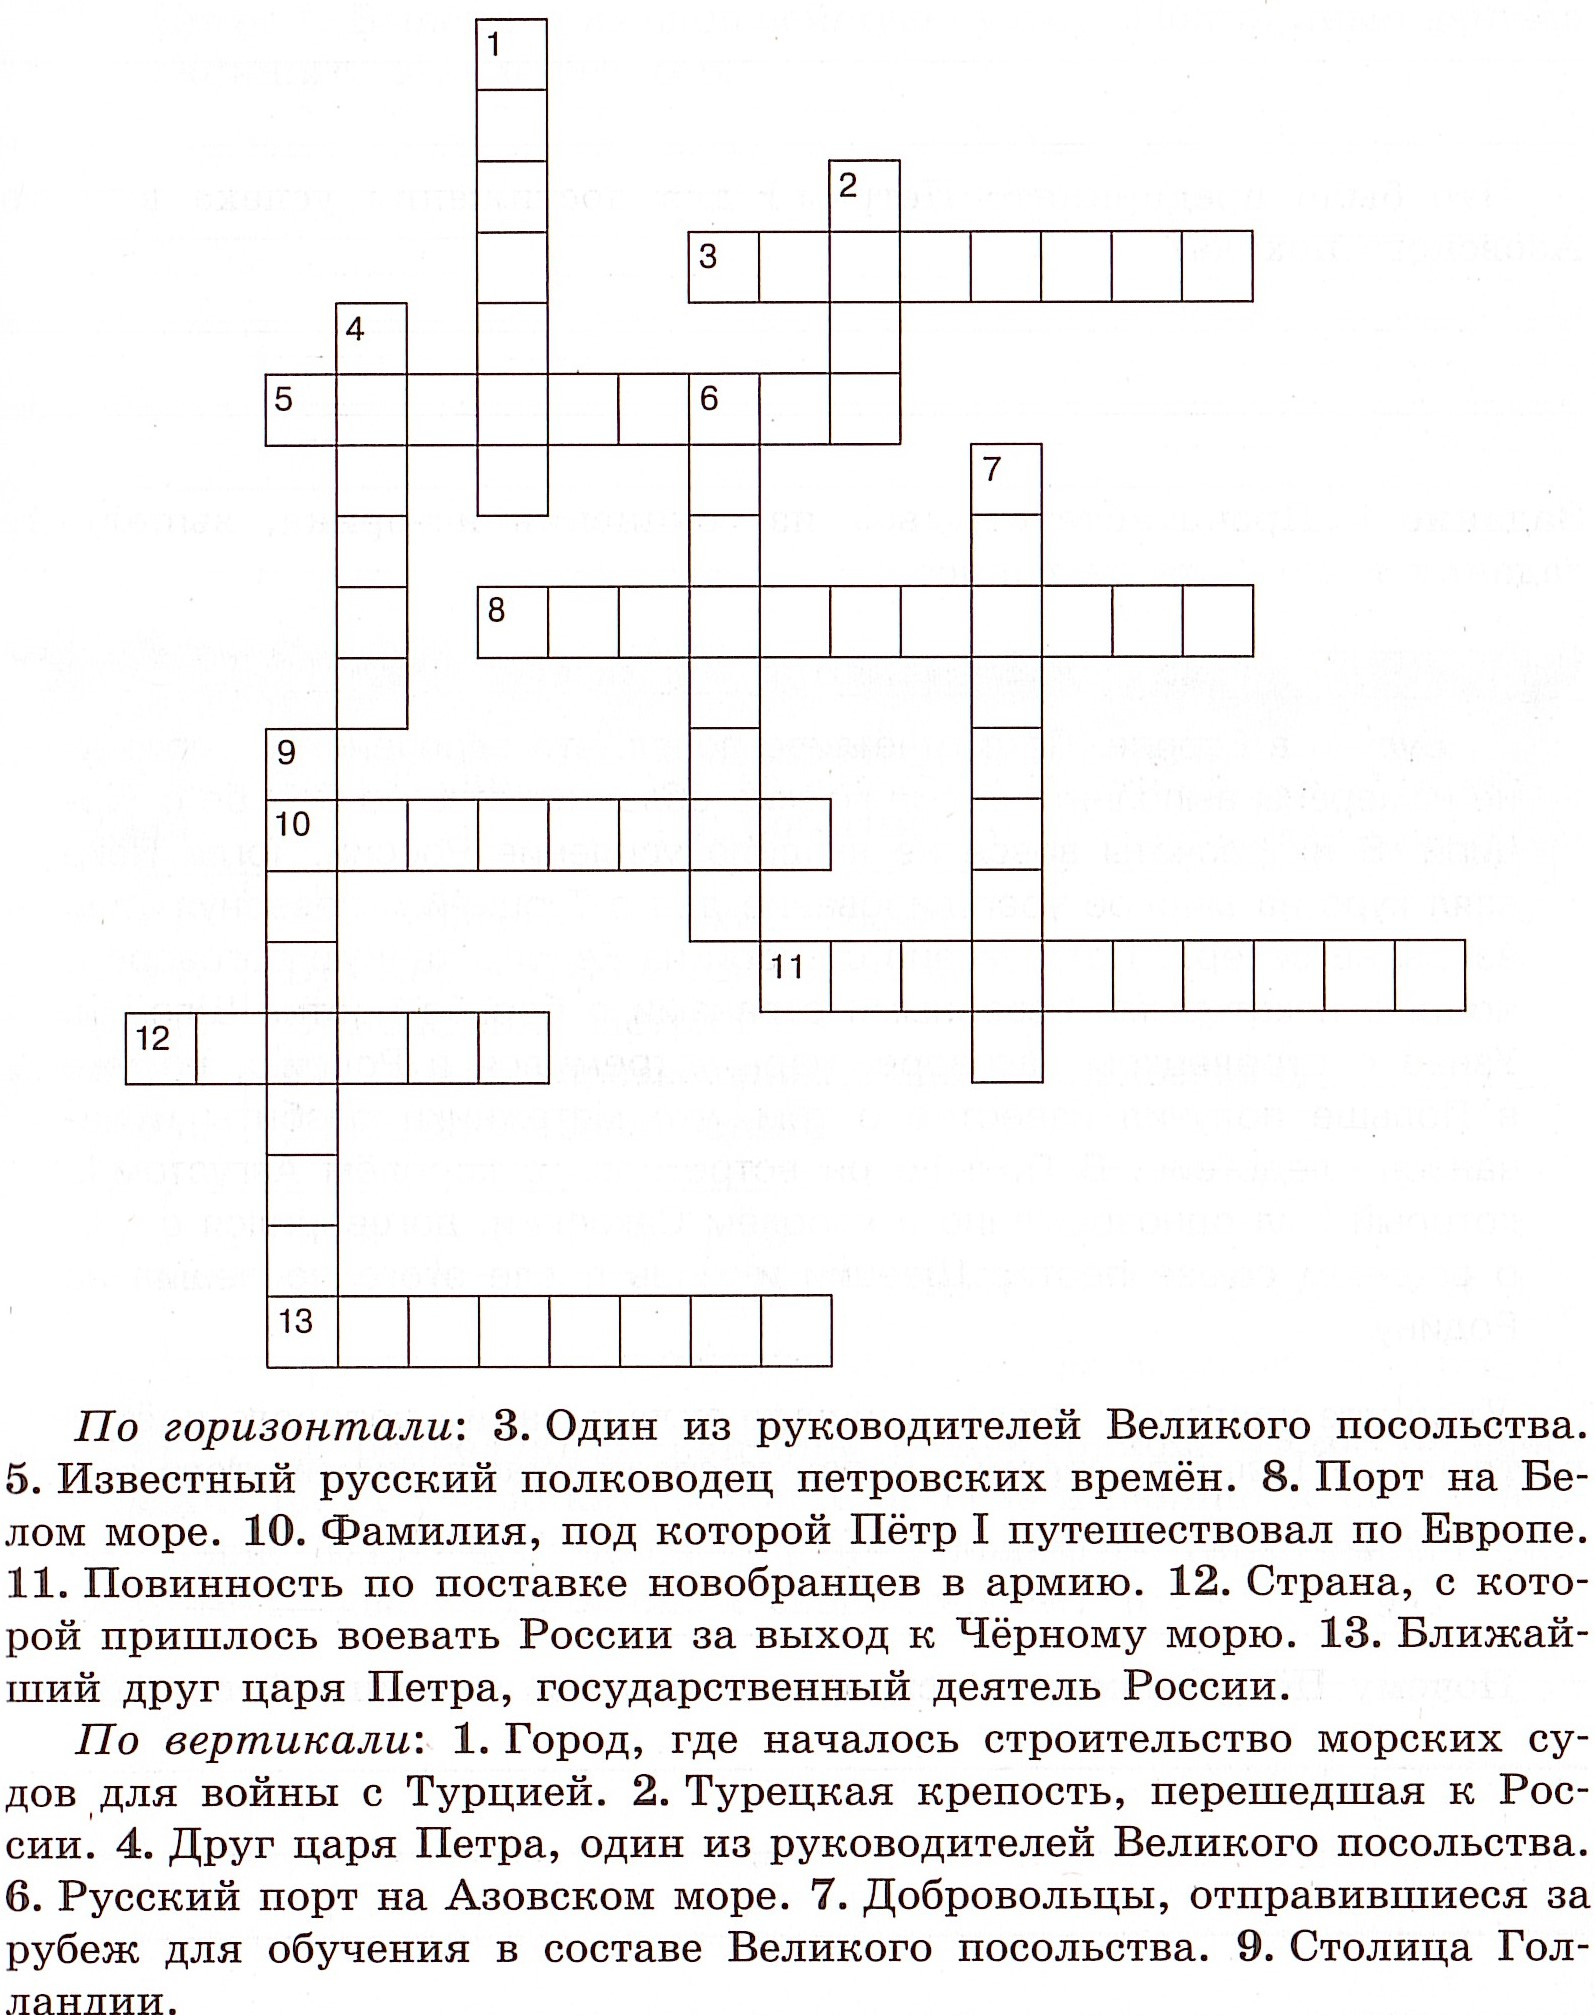 1
2
3
4
5
6
7
8
9
10
11
12
13
По горизонтали: 3. Один из руководителей Великого посольства.
5. Известный русский полководец петровских времён. 8. Порт на Бе-
лом море. 10. Фамилия, под которой Пётр I путешествовал по Европе.
11. Повинность по поставке новобранцев в армию. 12. Страна, с кото-
рой пришлось воевать России за выход к Чёрному морю. 13. Ближай-
ший друг царя Петра, государственный деятель России.
По вертикали: 1. Город, где началось строительство морских су-
дов для войны с Турцией. 2. Турецкая крепость, перешедшая к Рос-
сии. 4. Друг царя Петра, один из руководителей Великого посольства.
6. Русский порт на Азовском море. 7. Добровольцы, отправившиеся за
рубеж для обучения в составе Великого посольства. 9. Столица Гол-
ландии.